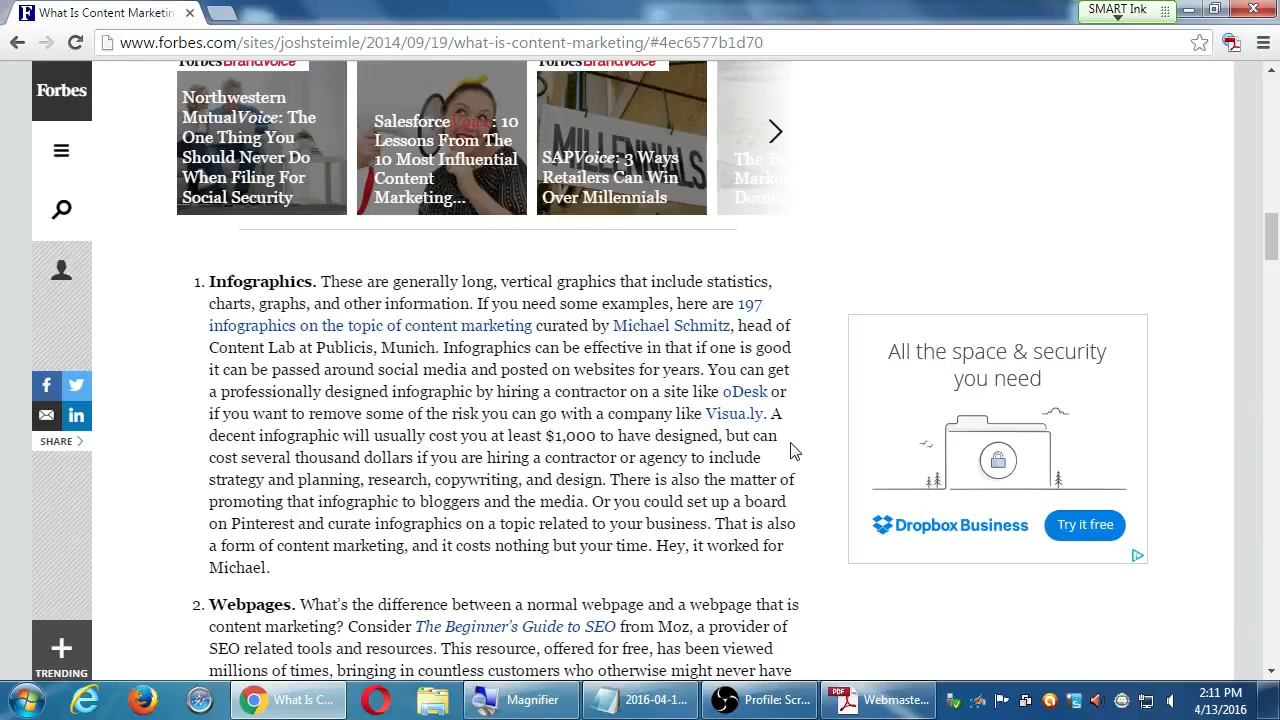 What Is Content Marketin
SMART Ink
www.forbes.com/sites/joshsteimle/2014/09/19/what-is-content-marketing/#4ec6577b1d70
Forbes
ForbesBrandVoice
ForbesBrandVoice
Northwestern
MutualVoice: The
One Thing You
Should Never Do
When Filing For
Social Security
SalesforceVoice: 10
Lessons From The
10 Most Influential
Content
Marketing...
MILLENNIALS
SAPVoice: 3 Ways
Retailers Can Win
Over Millennials
1. Infographics. These are generally long, vertical graphics that include statistics,
charts, graphs, and other information. If you need some examples, here are 197
infographics on the topic of content marketing curated by Michael Schmitz, head of
Content Lab at Publicis, Munich. Infographics can be effective in that if one is good
it can be passed around social media and posted on websites for years. You can get
a professionally designed infographic by hiring a contractor on a site like oDesk or
if you want to remove some of the risk you can go with a company like Visua.ly. A
decent infographic will usually cost you at least $1,000 to have designed, but can
cost several thousand dollars if you are hiring a contractor or agency to include
strategy and planning, research, copywriting, and design. There is also the matter of
promoting that infographic to bloggers and the media. Or you could set up a board
on Pinterest and curate infographics on a topic related to your business. That is also
a form of content marketing, and it costs nothing but your time. Hey, it worked for
Michael.
2. Webpages. What's the difference between a normal webpage and a webpage that is
content marketing? Consider The Beginner's Guide to SEO from Moz, a provider of
SEO related tools and resources. This resource, offered for free, has been viewed
millions of times, bringing in countless customers who otherwise might never have
SHARE
TRENDING
All the space & security
you need
Dropbox Business
Try it free
What Is C...
Magnifier
2016-04-1...
Profile: Scr...
PDF
Webmaste...
2:11 PM
4/13/2016